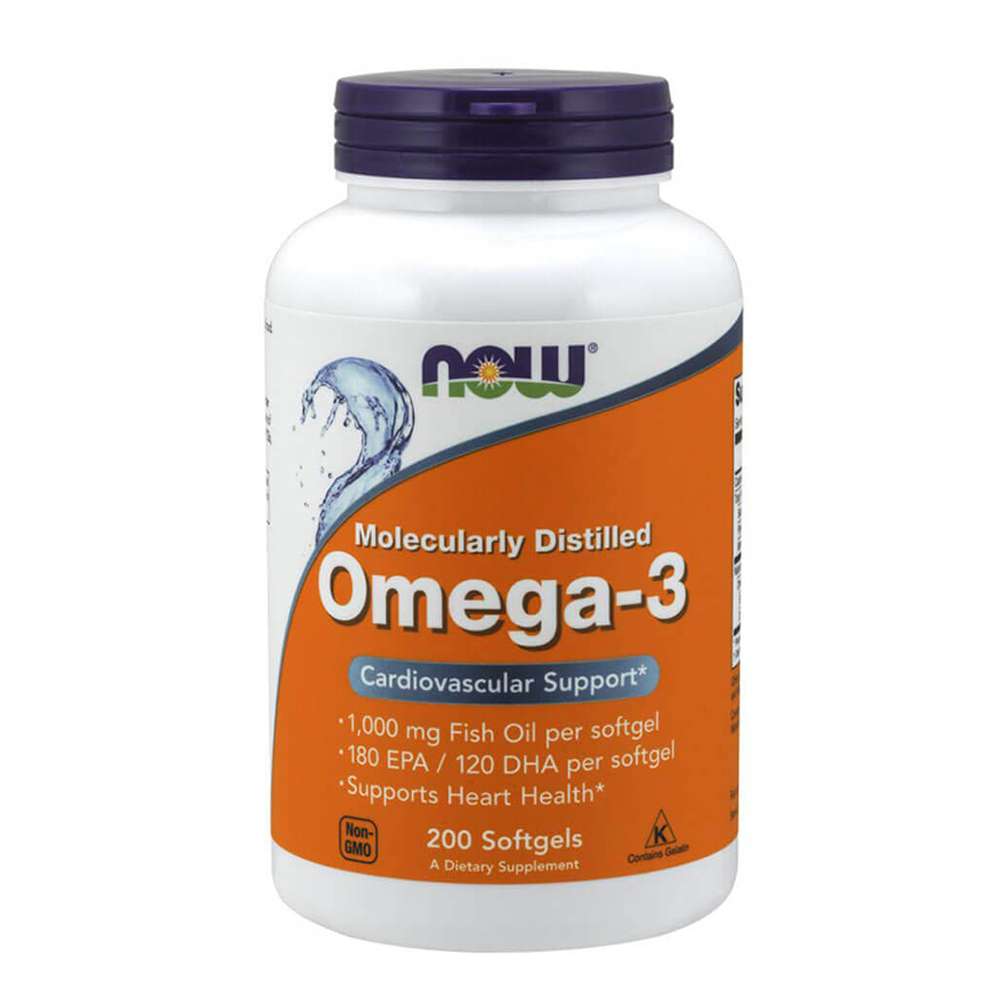 NOW®
Molecularly Distilled
Omega-3
Cardiovascular Support*
• 1,000 mg Fish Oil per softgel
• 180 EPA / 120 DHA per softgel
• Supports Heart Health*
Non-
GMO
200 Softgels
A Dietary Supplement
K
Contains Gelatin